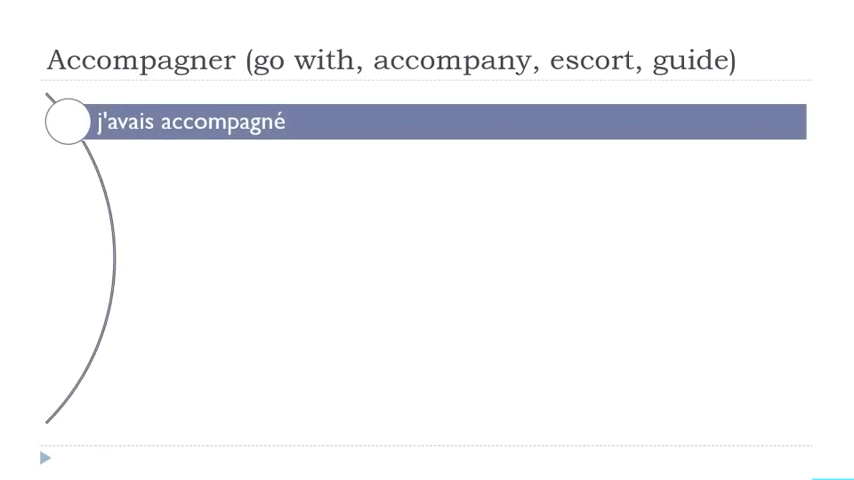 Accompagner (go with, accompany, escort, guide)
j'avais accompagné